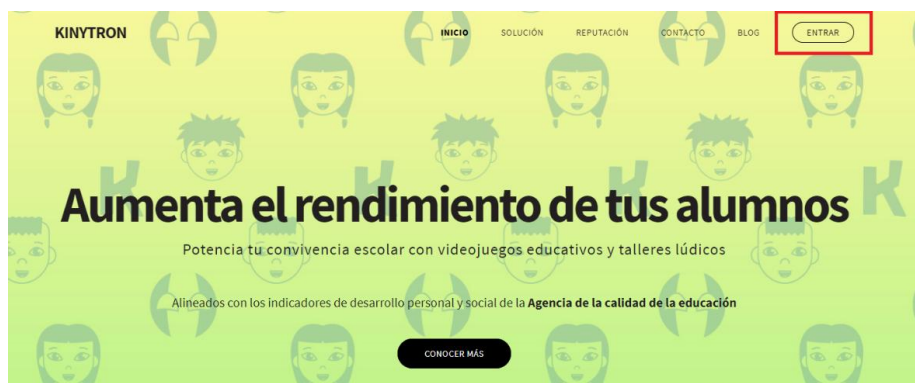 KINYTRON
INICIO SOLUCIÓN REPUTACIÓN CONTACTO BLOG ENTRAR
Aumenta el rendimiento de tus alumnos
Potencia tu convivencia escolar con videojuegos educativos y talleres lúdicos
Alineados con los indicadores de desarrollo personal y social de la Agencia de la calidad de la educación
CONOCER MÁS